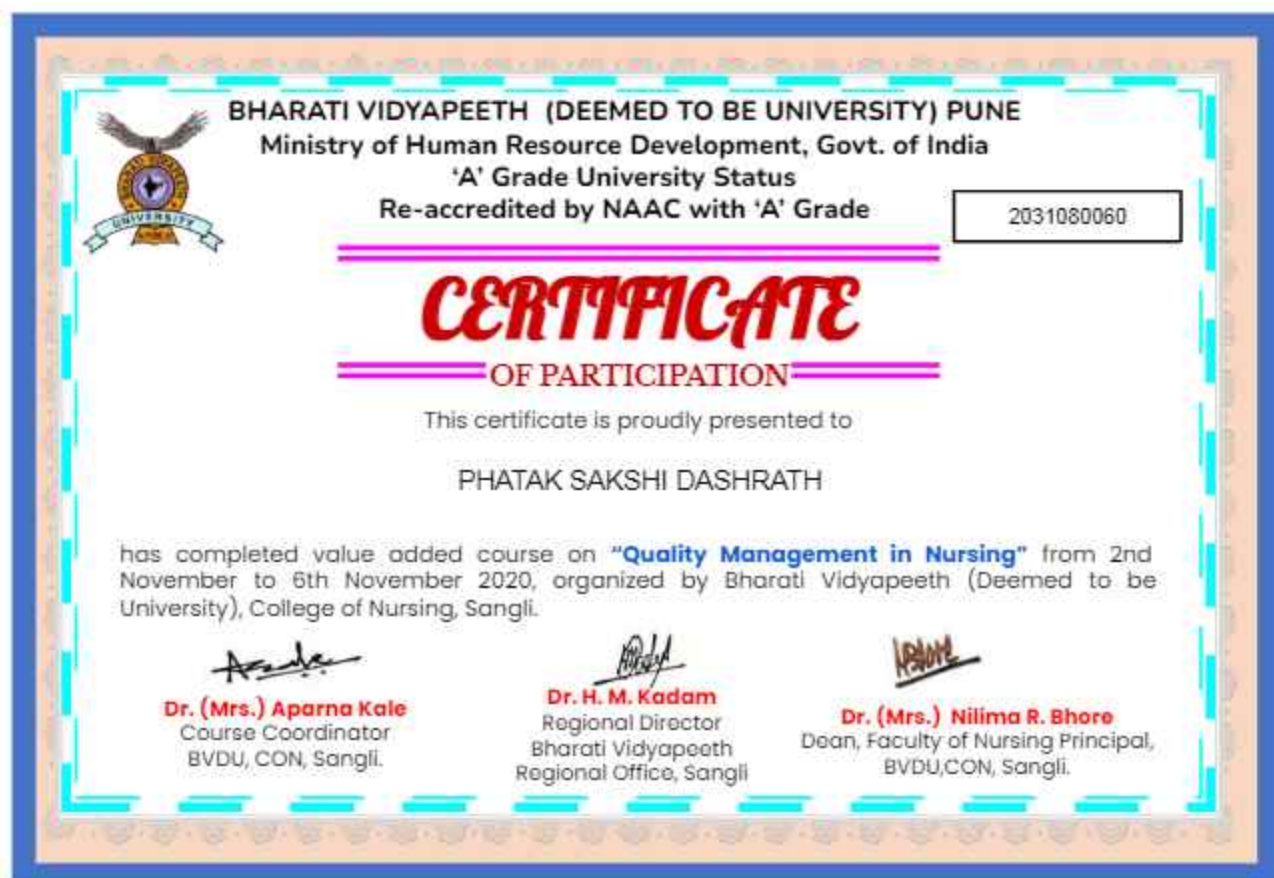 BHARATI VIDYAPEETH (DEEMED TO BE UNIVERSITY) PUNE
Ministry of Human Resource Development, Govt. of India
‘A’ Grade University Status
Re-accredited by NAAC with ‘A’ Grade
2031080060
BHARATI VIDYAPEETH
UNIVERSITY
CERTIFICATE
OF PARTICIPATION
This certificate is proudly presented to
PHATAK SAKSHI DASHRATH
has completed value added course on “Quality Management in Nursing” from 2nd
November to 6th November 2020, organized by Bharati Vidyapeeth (Deemed to be
University), College of Nursing, Sangli.
Dr. (Mrs.) Aparna Kale
Course Coordinator
BVDU, CON, Sangli.
Dr. H. M. Kadam
Regional Director
Bharati Vidyapeeth
Regional Office, Sangli
Dr. (Mrs.) Nilima R. Bhore
Dean, Faculty of Nursing Principal,
BVDU,CON, Sangli.